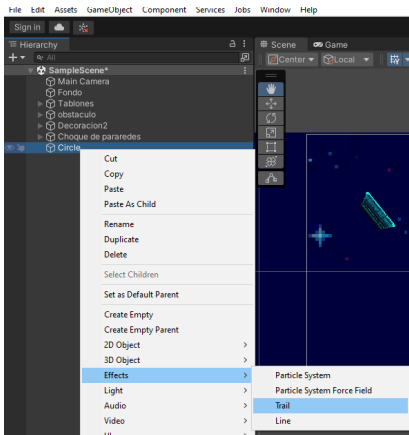 File Edit Assets GameObject Component Services Jobs Window Help
Sign in
Hierarchy
Scene Game
All
Center Local
SampleScene*
Main Camera
Fondo
Tablones
obstaculo
Decoracion2
Choque de pararedes
Circle
Cut
Copy
Paste
Paste As Child
Rename
Duplicate
Delete
Select Children
Set as Default Parent
Create Empty
Create Empty Parent
2D Object
3D Object
Effects
Particle System
Light
Particle System Force Field
Audio
Trail
Video
Line